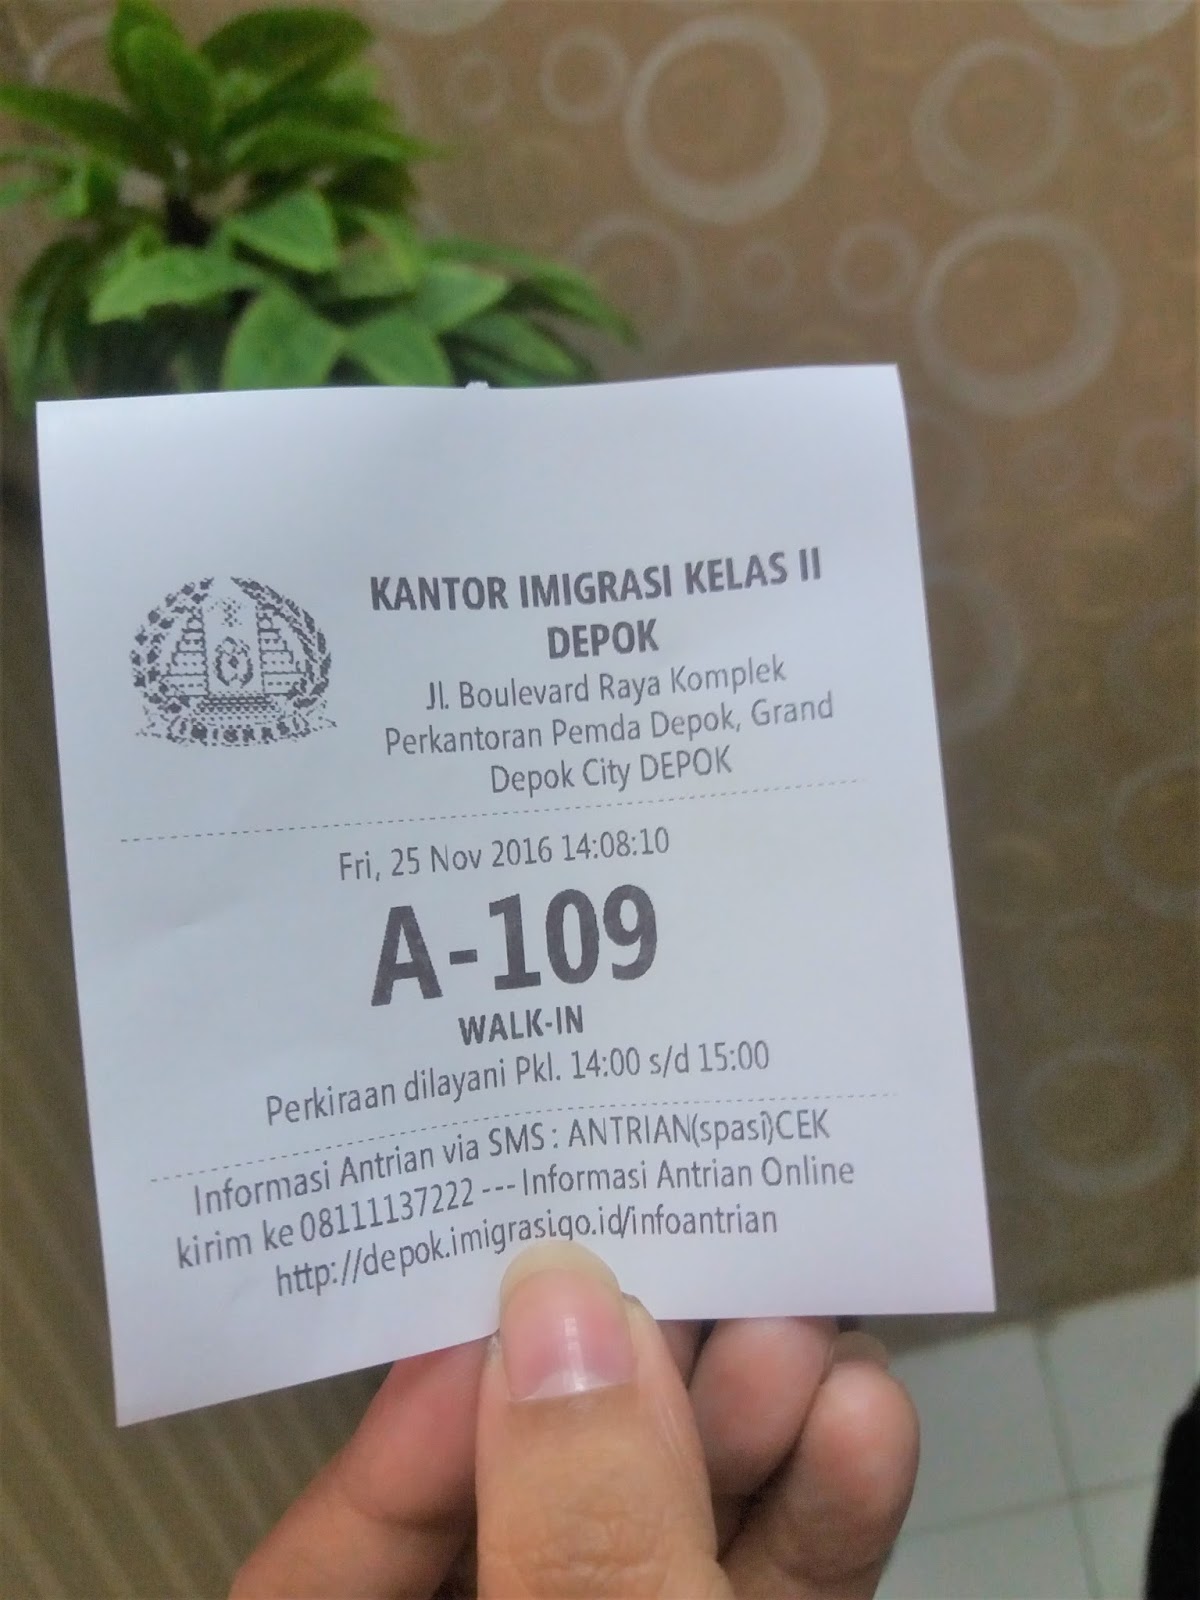 KANTOR IMIGRASI KELAS II
DEPOK
Jl. Boulevard Raya Komplek
Perkantoran Pemda Depok, Grand
Depok City DEPOK
IMIGRASI
Fri, 25 Nov 2016 14:08:10
A-109
WALK-IN
Perkiraan dilayani Pkl. 14:00 s/d 15:00
Informasi Antrian via SMS : ANTRIAN(spasi)CEK
kirim ke 08111137222 --- Informasi Antrian Online
http://depok.imigrasi.go.id/infoantrian